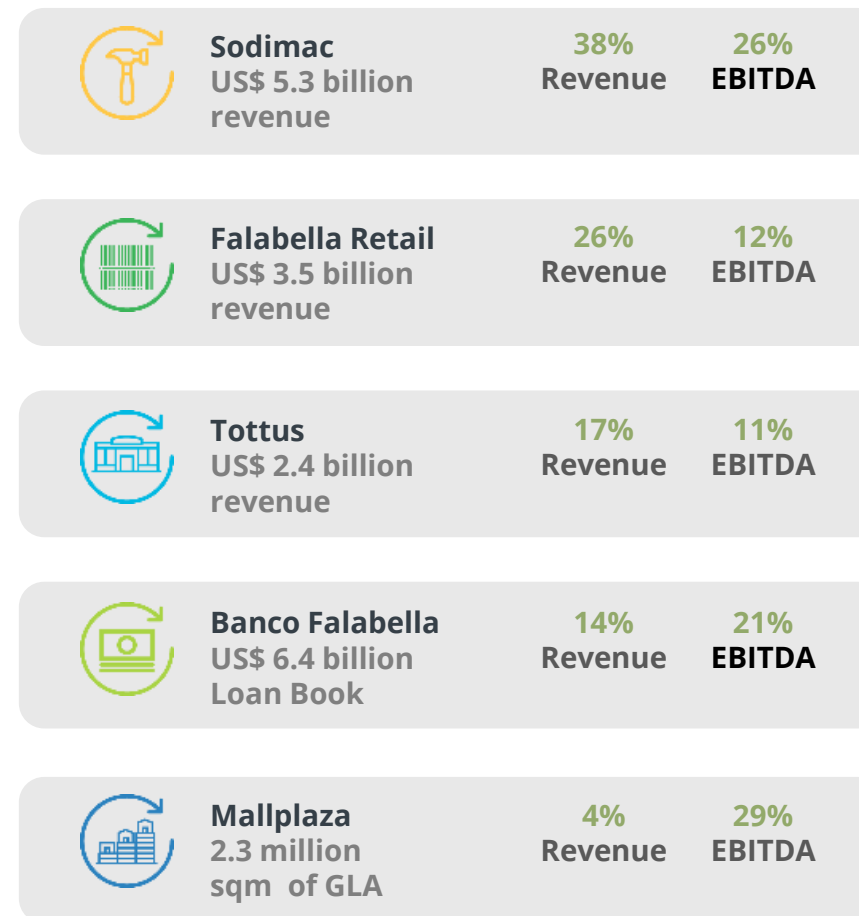 Sodimac
US$ 5.3 billion
revenue
38%
Revenue
26%
EBITDA
Falabella Retail
US$ 3.5 billion
revenue
26%
Revenue
12%
EBITDA
Tottus
US$ 2.4 billion
revenue
17%
Revenue
11%
EBITDA
Banco Falabella
US$ 6.4 billion
Loan Book
14%
Revenue
21%
EBITDA
Mallplaza
2.3 million
sqm of GLA
4%
Revenue
29%
EBITDA